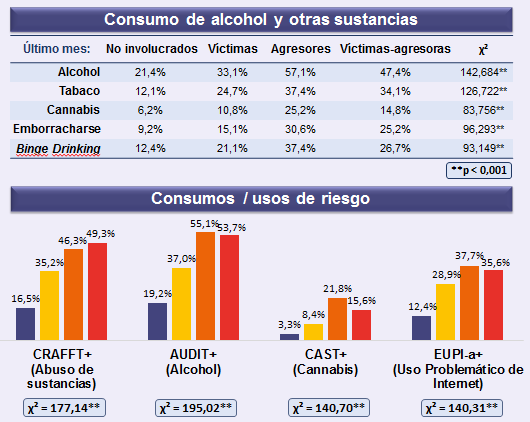 Consumo de alcohol y otras sustancias
Último mes: No involucrados Víctimas Agresores Victimas-agresoras χ²
Alcohol 21,4% 33,1% 57,1% 47,4% 142,684**
Tabaco 12,1% 24,7% 37,4% 34,1% 126,722**
Cannabis 6,2% 10,8% 25,2% 14,8% 83,756**
Emborracharse 9,2% 15,1% 30,6% 25,2% 96,293**
Binge Drinking 12,4% 21,1% 37,4% 26,7% 93,149**
**p < 0,001
Consumos / usos de riesgo
16,5% 35,2% 46,3% 49,3%
19,2% 37,0% 55,1% 53,7%
3,3% 8,4% 21,8% 15,6%
12,4% 28,9% 37,7% 35,6%
CRAFFT+
(Abuso de
sustancias)
AUDIT+
(Alcohol)
CAST+
(Cannabis)
EUPI-a+
(Uso Problemático de
Internet)
χ² = 177,14**
χ² = 195,02**
χ² = 140,70**
χ² = 140,31**